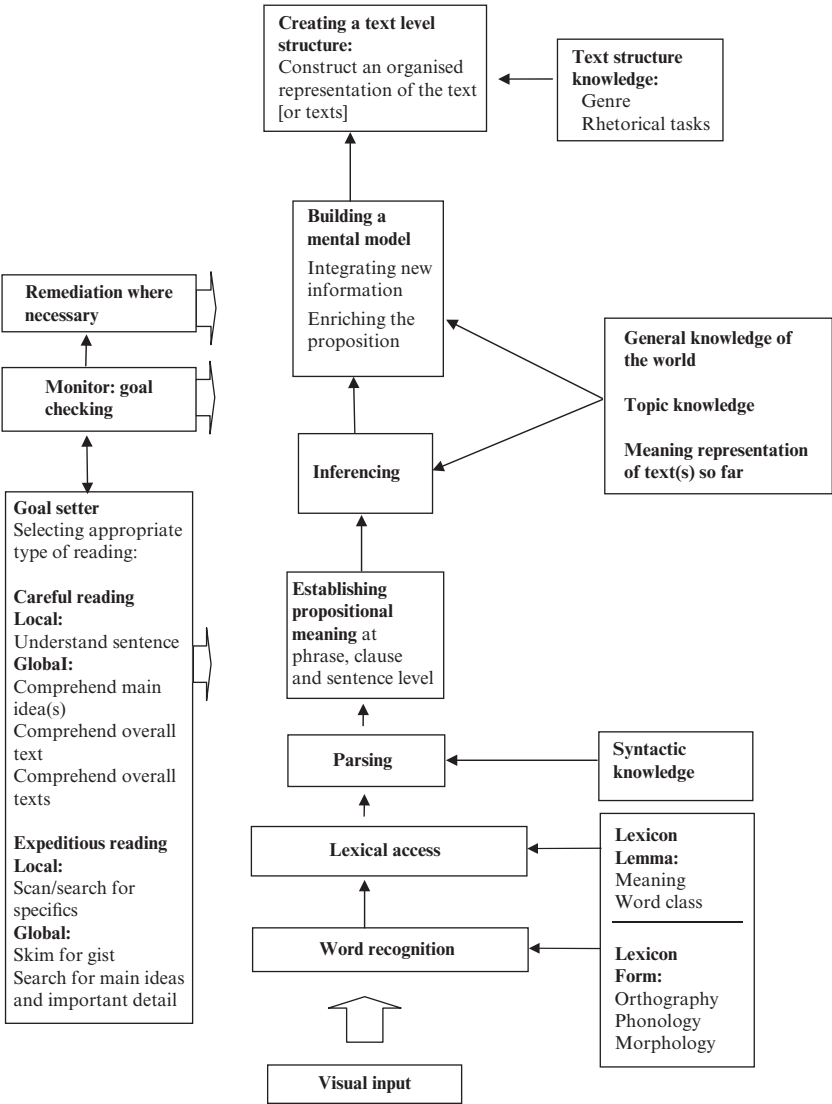 Creating a text level
structure:
Construct an organised
representation of the text
[or texts]
Text structure
knowledge:
Genre
Rhetorical tasks
Building a
mental model
Integrating new
information
Enriching the
proposition
Remediation where
necessary
Monitor: goal
checking
General knowledge of
the world
Topic knowledge
Meaning representation
of text(s) so far
Inferencing
Goal setter
Selecting appropriate
type of reading:
Careful reading
Local:
Understand sentence
Global:
Comprehend main
idea(s)
Comprehend overall
text
Comprehend overall
texts
Expeditious reading
Local:
Scan/search for
specifics
Global:
Skim for gist
Search for main ideas
and important detail
Establishing
propositional
meaning at
phrase, clause
and sentence level
Parsing
Syntactic
knowledge
Lexical access
Lexicon
Lemma:
Meaning
Word class
Word recognition
Lexicon
Form:
Orthography
Phonology
Morphology
Visual input